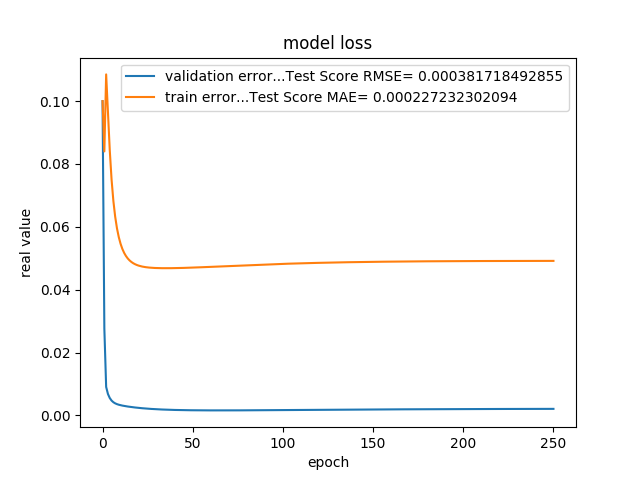 model loss
validation error...Test Score RMSE= 0.000381718492855
train error...Test Score MAE= 0.000227232302094
real value
0.10
0.08
0.06
0.04
0.02
0.00
0 50 100 150 200 250
epoch